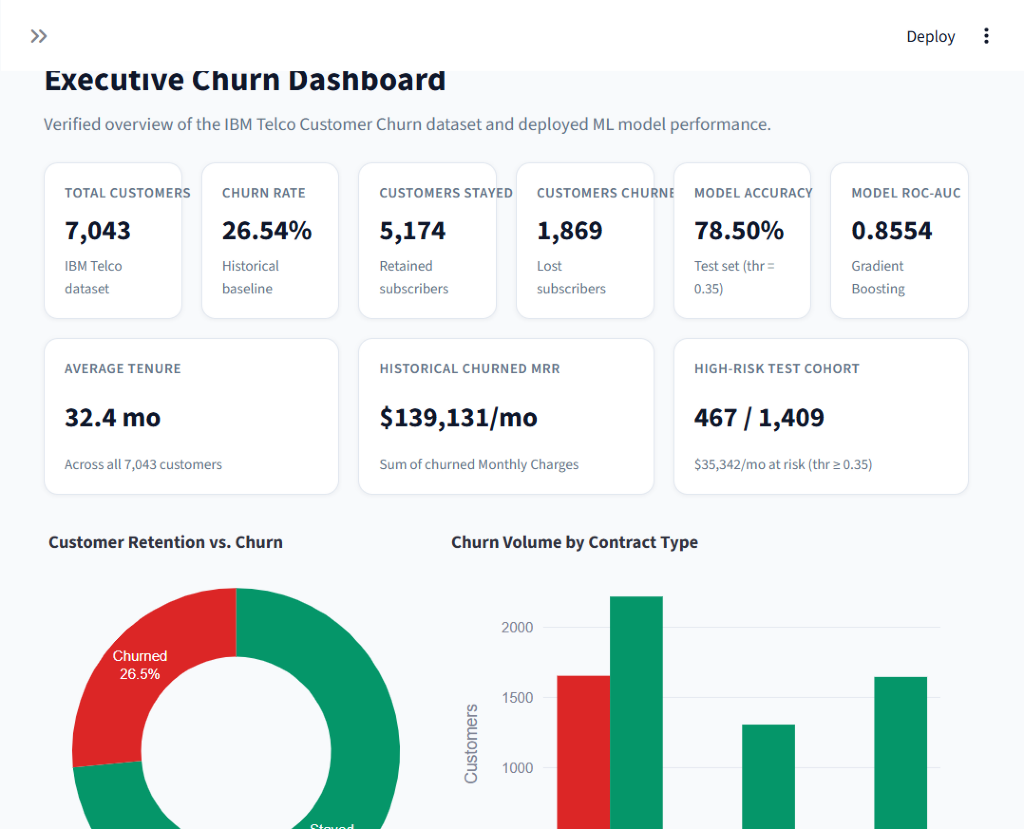 Deploy
Executive Churn Dashboard
Verified overview of the IBM Telco Customer Churn dataset and deployed ML model performance.
TOTAL CUSTOMERS
7,043
IBM Telco
dataset
CHURN RATE
26.54%
Historical
baseline
CUSTOMERS STAYED
5,174
Retained
subscribers
CUSTOMERS CHURNE
1,869
Lost
subscribers
MODEL ACCURACY
78.50%
Test set (thr =
0.35)
MODEL ROC-AUC
0.8554
Gradient
Boosting
AVERAGE TENURE
32.4 mo
Across all 7,043 customers
HISTORICAL CHURNED MRR
$139,131/mo
Sum of churned Monthly Charges
HIGH-RISK TEST COHORT
467 / 1,409
$35,342/mo at risk (thr ≥ 0.35)
Customer Retention vs. Churn
Churned
26.5%
Stayed
Churn Volume by Contract Type
2000
1500
1000
Customers